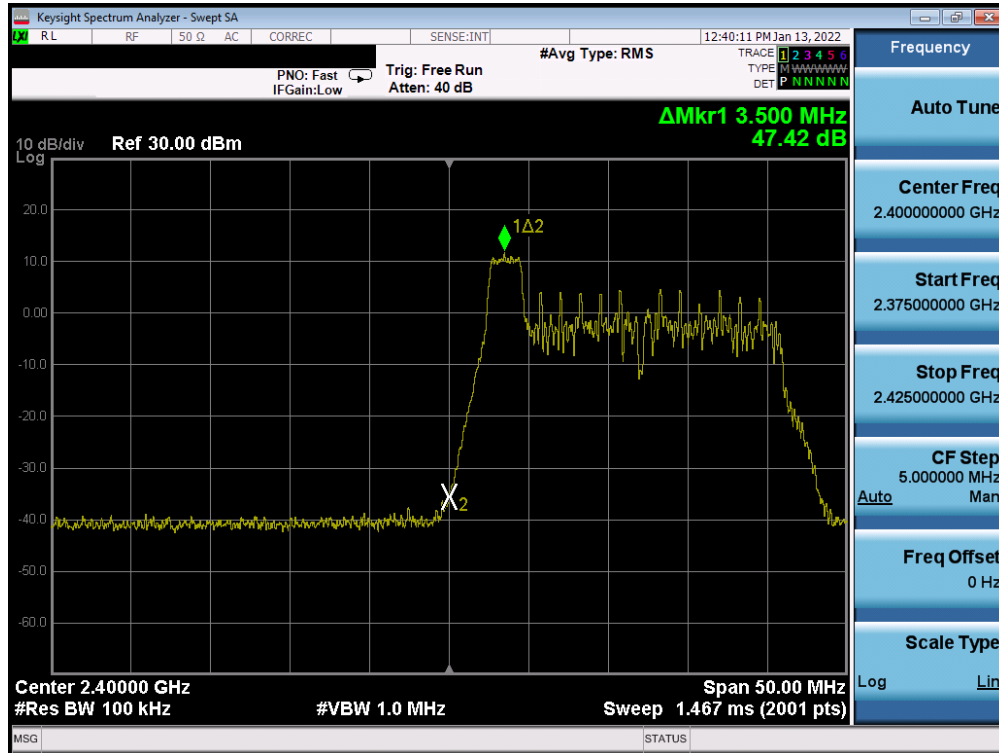 Keysight Spectrum Analyzer - Swept SA
LXI RL RF 50 Ω AC CORREC SENSE:INT 12:40:11 PM Jan 13, 2022
#Avg Type: RMS TRACE 1 2 3 4 5 6
PNO: Fast Trig: Free Run TYPE M WWWWW
IFGain:Low Atten: 40 dB DET P N N N N N
ΔMkr1 3.500 MHz
47.42 dB
10 dB/div Ref 30.00 dBm
Log
20.0
1Δ2
10.0
0.00
-10.0
-20.0
-30.0
X2
-40.0
-50.0
-60.0
Center 2.40000 GHz Span 50.00 MHz
#Res BW 100 kHz #VBW 1.0 MHz Sweep 1.467 ms (2001 pts)
MSG STATUS
Frequency
Auto Tune
Center Freq
2.400000000 GHz
Start Freq
2.375000000 GHz
Stop Freq
2.425000000 GHz
CF Step
5.000000 MHz
Auto Man
Freq Offset
0 Hz
Scale Type
Log Lin